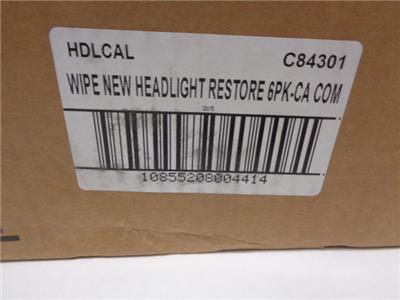 HDLCAL C84301
WIPE NEW HEADLIGHT RESTORE 6PK-CA COM
10855208004414